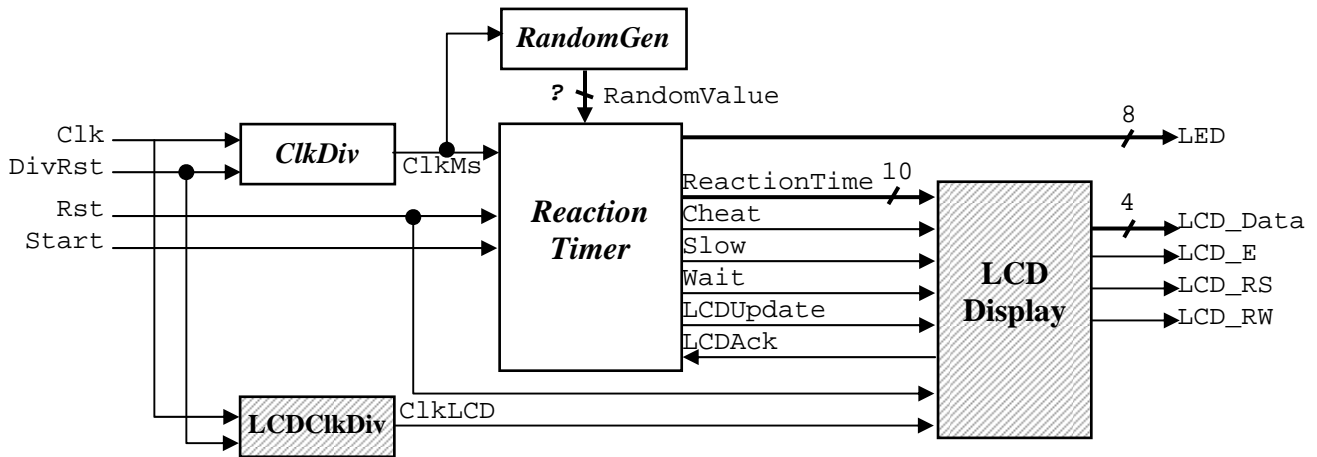 RandomGen
? RandomValue
8
Clk
LED
ClkDiv
ClkMs
DivRst
ReactionTime 10
Rst
Cheat
4
Reaction
Timer
LCD_Data
Start
Slow
LCD_E
Wait
LCD
Display
LCD_RS
LCDUpdate
LCD_RW
LCDAck
LCDClkDiv
ClkLCD